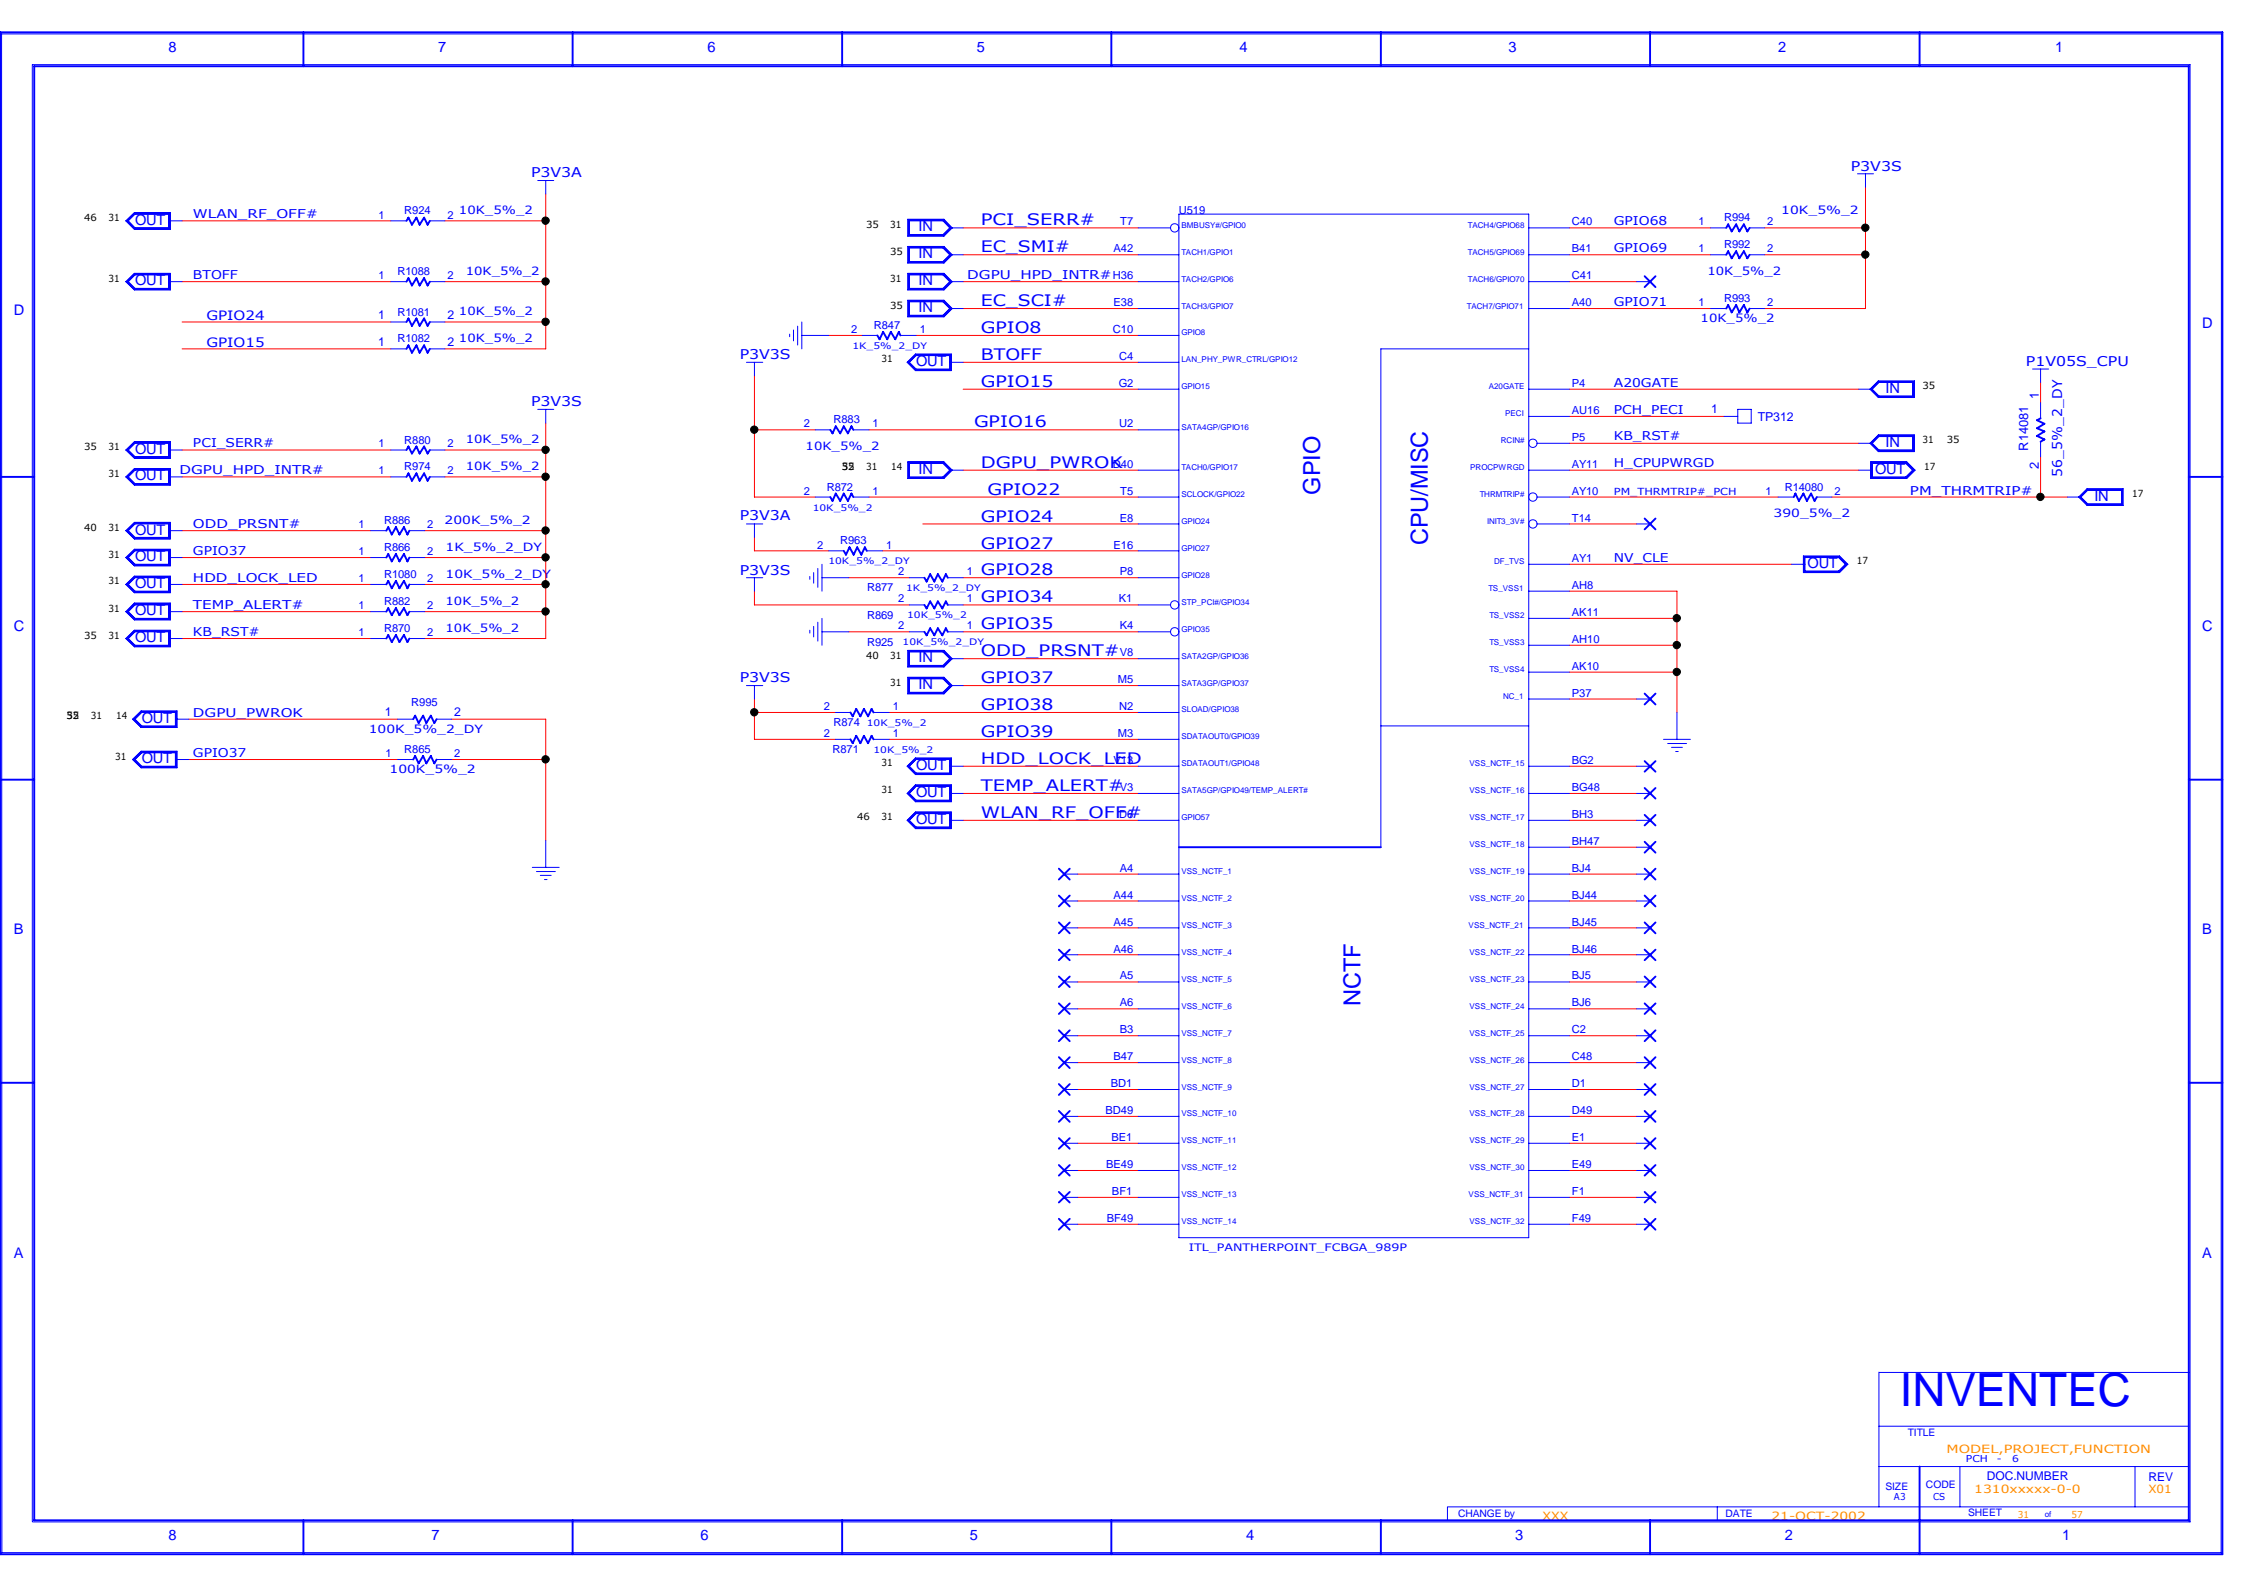 8 7 6 5 4 3 2 1
D
C
B
A
P3V3A
46 31 OUT WLAN_RF_OFF# 1 R924 2 10K_5%_2
31 OUT BTOFF 1 R1088 2 10K_5%_2
GPIO24 1 R1081 2 10K_5%_2
GPIO15 1 R1082 2 10K_5%_2
P3V3S
35 31 OUT PCI_SERR# 1 R880 2 10K_5%_2
31 OUT DGPU_HPD_INTR# 1 R974 2 10K_5%_2
40 31 OUT ODD_PRSNT# 1 R886 2 200K_5%_2
31 OUT GPIO37 1 R866 2 1K_5%_2_DY
31 OUT HDD_LOCK_LED 1 R1080 2 10K_5%_2_DY
31 OUT TEMP_ALERT# 1 R882 2 10K_5%_2
35 31 OUT KB_RST# 1 R870 2 10K_5%_2
31 14 OUT DGPU_PWROK 1 R995 2 100K_5%_2_DY
31 OUT GPIO37 1 R865 2 100K_5%_2
U519
35 31 IN PCI_SERR# T7 BMBUSY#/GPIO0
35 IN EC_SMI# A42 TACH1/GPIO1
31 IN DGPU_HPD_INTR# H36 TACH2/GPIO6
35 IN EC_SCI# E38 TACH3/GPIO7
2 R847 1 1K_5%_2_DY GPIO8 C10 GPIO8
P3V3S
31 OUT BTOFF C4 LAN_PHY_PWR_CTRL/GPIO12
GPIO15 G2 GPIO15
2 R883 1 10K_5%_2 GPIO16 U2 SATA4GP/GPIO16
31 14 IN DGPU_PWROK D40 TACH0/GPIO17
2 R872 1 10K_5%_2 GPIO22 T5 SCLOCK/GPIO22
P3V3A
GPIO24 E8 GPIO24
2 R963 1 10K_5%_2_DY GPIO27 E16 GPIO27
P3V3S
2 R877 1 1K_5%_2_DY GPIO28 P8 GPIO28
2 R869 1 10K_5%_2 GPIO34 K1 STP_PCI#/GPIO34
2 R925 1 10K_5%_2_DY GPIO35 K4 GPIO35
40 31 IN ODD_PRSNT# V8 SATA2GP/GPIO36
P3V3S
31 IN GPIO37 M5 SATA3GP/GPIO37
2 R874 1 10K_5%_2 GPIO38 N2 SLOAD/GPIO38
2 R871 1 10K_5%_2 GPIO39 M3 SDATAOUT0/GPIO39
31 OUT HDD_LOCK_LED V13 SDATAOUT1/GPIO48
31 OUT TEMP_ALERT# V3 SATA5GP/GPIO49/TEMP_ALERT#
46 31 OUT WLAN_RF_OFF# D6 GPIO57
A4 VSS_NCTF_1
A44 VSS_NCTF_2
A45 VSS_NCTF_3
A46 VSS_NCTF_4
A5 VSS_NCTF_5
A6 VSS_NCTF_6
B3 VSS_NCTF_7
B47 VSS_NCTF_8
BD1 VSS_NCTF_9
BD49 VSS_NCTF_10
BE1 VSS_NCTF_11
BE49 VSS_NCTF_12
BF1 VSS_NCTF_13
BF49 VSS_NCTF_14
GPIO
CPU/MISC
NCTF
P3V3S
TACH4/GPIO68 C40 GPIO68 1 R994 2 10K_5%_2
TACH5/GPIO69 B41 GPIO69 1 R992 2 10K_5%_2
TACH6/GPIO70 C41
TACH7/GPIO71 A40 GPIO71 1 R993 2 10K_5%_2
P1V05S_CPU
R14081 1 2 56_5%_2_DY
A20GATE P4 A20GATE IN 35
PECI AU16 PCH_PECI 1 TP312
RCIN# P5 KB_RST# IN 31 35
PROCPWRGD AY11 H_CPUPWRGD OUT 17
THRMTRIP# AY10 PM_THRMTRIP#_PCH 1 R14080 2 390_5%_2 PM_THRMTRIP# IN 17
INIT3_3V# T14
DF_TVS AY1 NV_CLE OUT 17
TS_VSS1 AH8
TS_VSS2 AK11
TS_VSS3 AH10
TS_VSS4 AK10
NC_1 P37
VSS_NCTF_15 BG2
VSS_NCTF_16 BG48
VSS_NCTF_17 BH3
VSS_NCTF_18 BH47
VSS_NCTF_19 BJ4
VSS_NCTF_20 BJ44
VSS_NCTF_21 BJ45
VSS_NCTF_22 BJ46
VSS_NCTF_23 BJ5
VSS_NCTF_24 BJ6
VSS_NCTF_25 C2
VSS_NCTF_26 C48
VSS_NCTF_27 D1
VSS_NCTF_28 D49
VSS_NCTF_29 E1
VSS_NCTF_30 E49
VSS_NCTF_31 F1
VSS_NCTF_32 F49
ITL_PANTHERPOINT_FCBGA_989P
D
C
B
A
INVENTEC
TITLE
MODEL,PROJECT,FUNCTION
PCH - 6
SIZE A3 CODE CS DOC.NUMBER 1310xxxxx-0-0 REV X01
CHANGE by XXX DATE 21-OCT-2002 SHEET 31 of 57
8 7 6 5 4 3 2 1